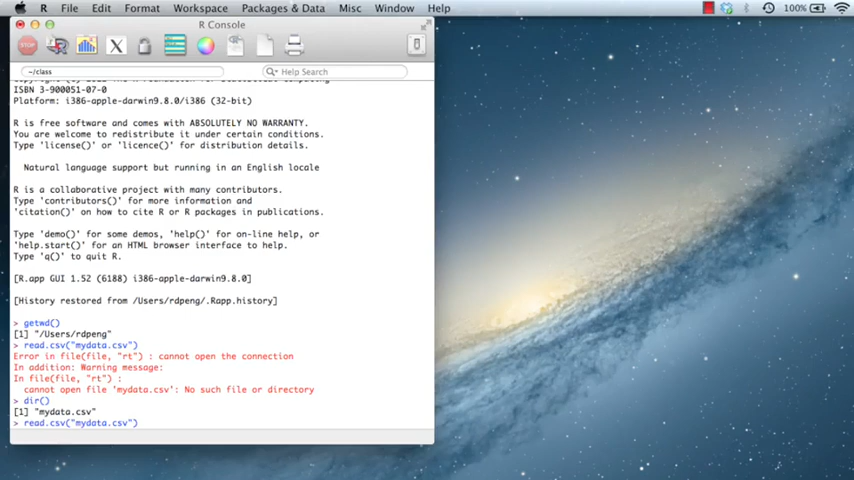 R File Edit Format Workspace Packages & Data Misc Window Help 100%
R Console
STOP
~/class
Help Search
ISBN 3-900051-07-0
Platform: i386-apple-darwin9.8.0/i386 (32-bit)
R is free software and comes with ABSOLUTELY NO WARRANTY.
You are welcome to redistribute it under certain conditions.
Type 'license()' or 'licence()' for distribution details.
Natural language support but running in an English locale
R is a collaborative project with many contributors.
Type 'contributors()' for more information and
'citation()' on how to cite R or R packages in publications.
Type 'demo()' for some demos, 'help()' for on-line help, or
'help.start()' for an HTML browser interface to help.
Type 'q()' to quit R.
[R.app GUI 1.52 (6188) i386-apple-darwin9.8.0]
[History restored from /Users/rdpeng/.Rapp.history]
> getwd()
[1] "/Users/rdpeng"
> read.csv("mydata.csv")
Error in file(file, "rt") : cannot open the connection
In addition: Warning message:
In file(file, "rt") :
cannot open file 'mydata.csv': No such file or directory
> dir()
[1] "mydata.csv"
> read.csv("mydata.csv")